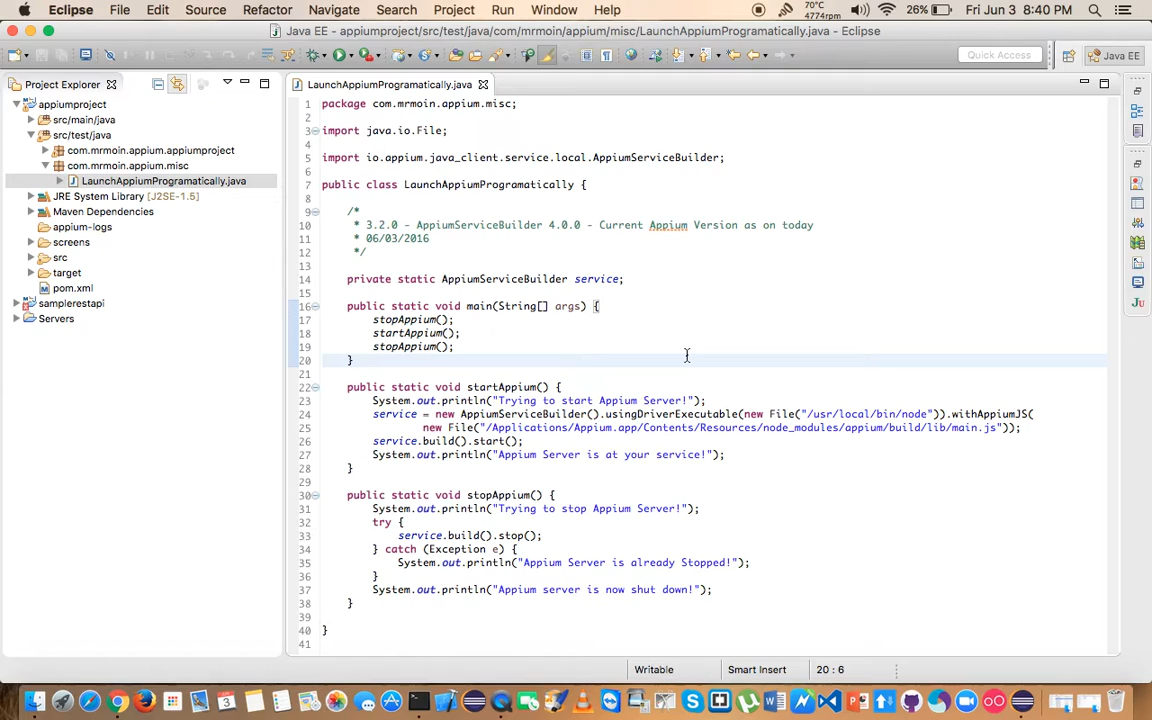 Eclipse File Edit Source Refactor Navigate Search Project Run Window Help 70°C 4774rpm 26% Fri Jun 3 8:40 PM
Java EE - appiumproject/src/test/java/com/mrmoin/appium/misc/LaunchAppiumProgramatically.java - Eclipse
Quick Access
Java EE
Project Explorer
appiumproject
src/main/java
src/test/java
com.mrmoin.appium.appiumproject
com.mrmoin.appium.misc
LaunchAppiumProgramatically.java
JRE System Library [J2SE-1.5]
Maven Dependencies
appium-logs
screens
src
target
pom.xml
samplerestapi
Servers
LaunchAppiumProgramatically.java
1 package com.mrmoin.appium.misc;
2
3 import java.io.File;
4
5 import io.appium.java_client.service.local.AppiumServiceBuilder;
6
7 public class LaunchAppiumProgramatically {
8
9 /*
10 * 3.2.0 - AppiumServiceBuilder 4.0.0 - Current Appium Version as on today
11 * 06/03/2016
12 */
13
14 private static AppiumServiceBuilder service;
15
16 public static void main(String[] args) {
17 stopAppium();
18 startAppium();
19 stopAppium();
20 }
21
22 public static void startAppium() {
23 System.out.println("Trying to start Appium Server!");
24 service = new AppiumServiceBuilder().usingDriverExecutable(new File("/usr/local/bin/node")).withAppiumJS(
25 new File("/Applications/Appium.app/Contents/Resources/node_modules/appium/build/lib/main.js"));
26 service.build().start();
27 System.out.println("Appium Server is at your service!");
28 }
29
30 public static void stopAppium() {
31 System.out.println("Trying to stop Appium Server!");
32 try {
33 service.build().stop();
34 } catch (Exception e) {
35 System.out.println("Appium Server is already Stopped!");
36 }
37 System.out.println("Appium server is now shut down!");
38 }
39
40 }
41
Writable Smart Insert 20 : 6